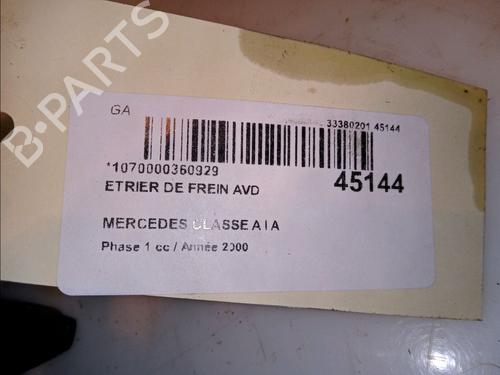 GA
33380201 45144
*1070000360929
45144
ETRIER DE FREIN AVD
MERCEDES CLASSE A I A
Phase 1 cc / Année 2000
B-PARTS